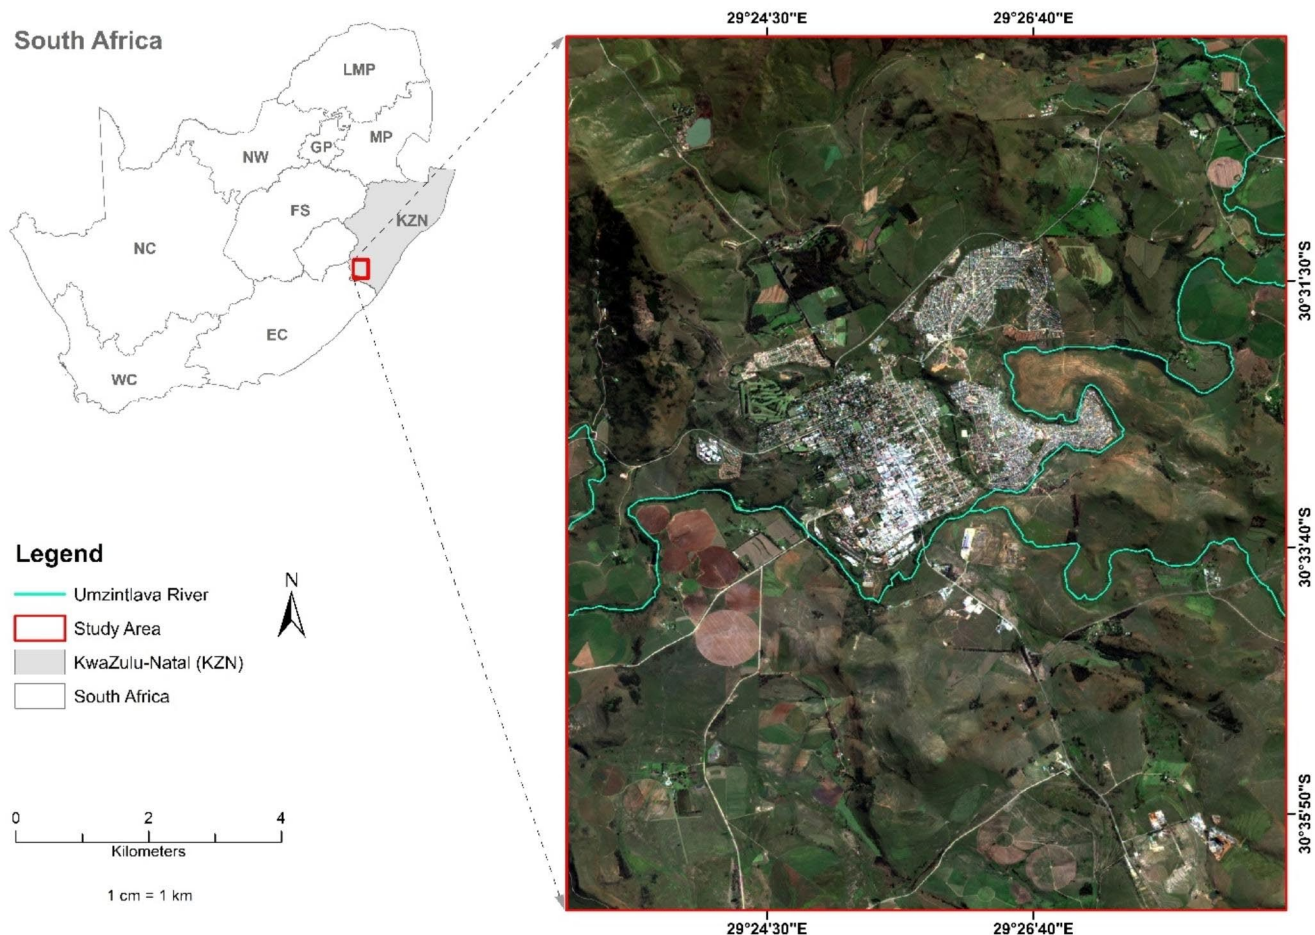 South Africa
LMP
MP
GP
NW
FS
KZN
NC
EC
WC
Legend
Umzintlava River
Study Area
KwaZulu-Natal (KZN)
South Africa
N
0 2 4
Kilometers
1 cm = 1 km
29°24'30"E 29°26'40"E
30°31'30"S
30°33'40"S
30°35'50"S
29°24'30"E 29°26'40"E